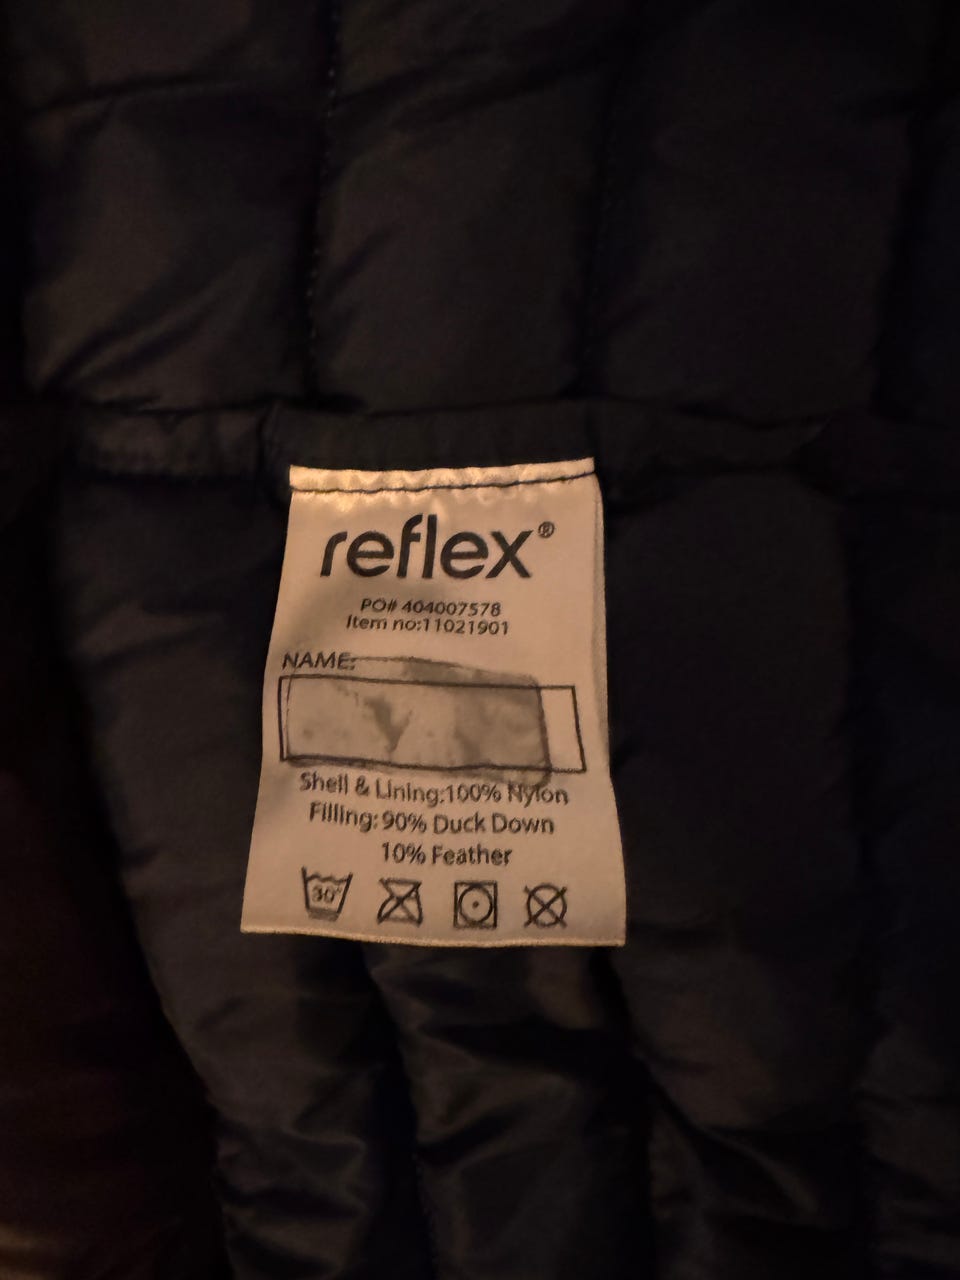 reflex®
PO# 404007578
Item no:11021901
NAME:
Shell & Lining:100% Nylon
Filling:90% Duck Down
10% Feather
30°